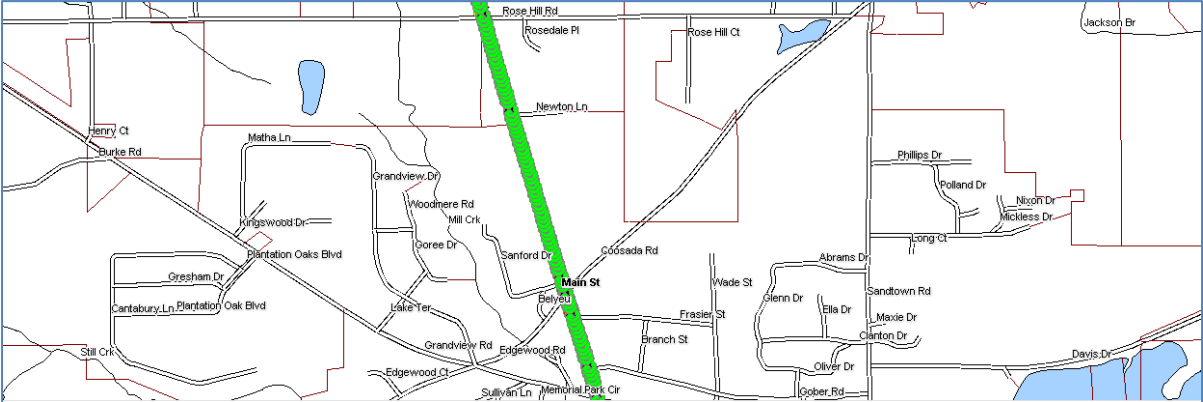 Rose Hill Rd
Jackson Br
Rosedale Pl
Rose Hill Ct
Newton Ln
Henry Ct
Matha Ln
Burke Rd
Phillips Dr
Grandview Dr
Polland Dr
Woodmere Rd
Nixon Dr
Mill Crk
Mickless Dr
Kingswood Dr
Goree Dr
Long Ct
Coosada Rd
Plantation Oaks Blvd
Sanford Dr
Abrams Dr
Gresham Dr
Main St
Wade St
Sandtown Rd
Belyeu
Glenn Dr
Cantabury Ln
Plantation Oak Blvd
Lake Ter
Ella Dr
Frasier St
Maxie Dr
Clanton Dr
Branch St
Grandview Rd
Edgewood Rd
Still Crk
Davis Dr
Oliver Dr
Edgewood Ct
Sullivan Ln
Memorial Park Cir
Gober Rd